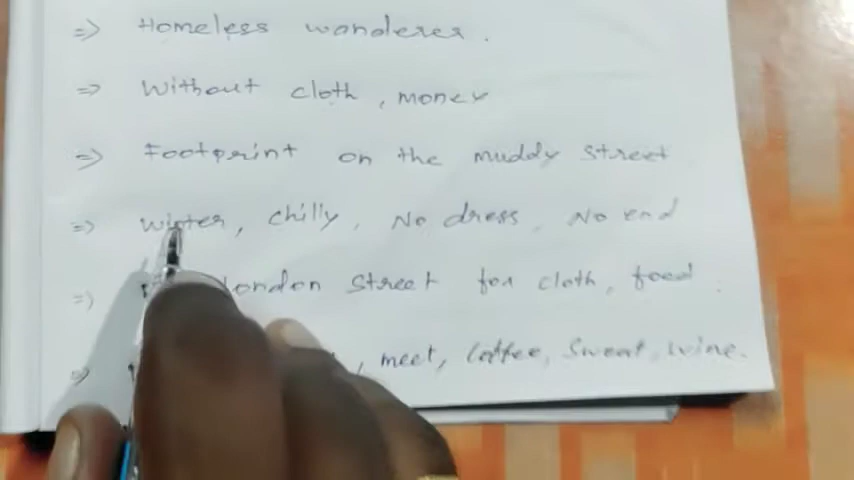 => Homeless wanderer.
=> Without cloth, money
=> Footprint on the muddy street
=> Winter, chilly, No dress, No end
=> London Street for cloth, food.
=> , meet, Coffee, Sweat, wine.